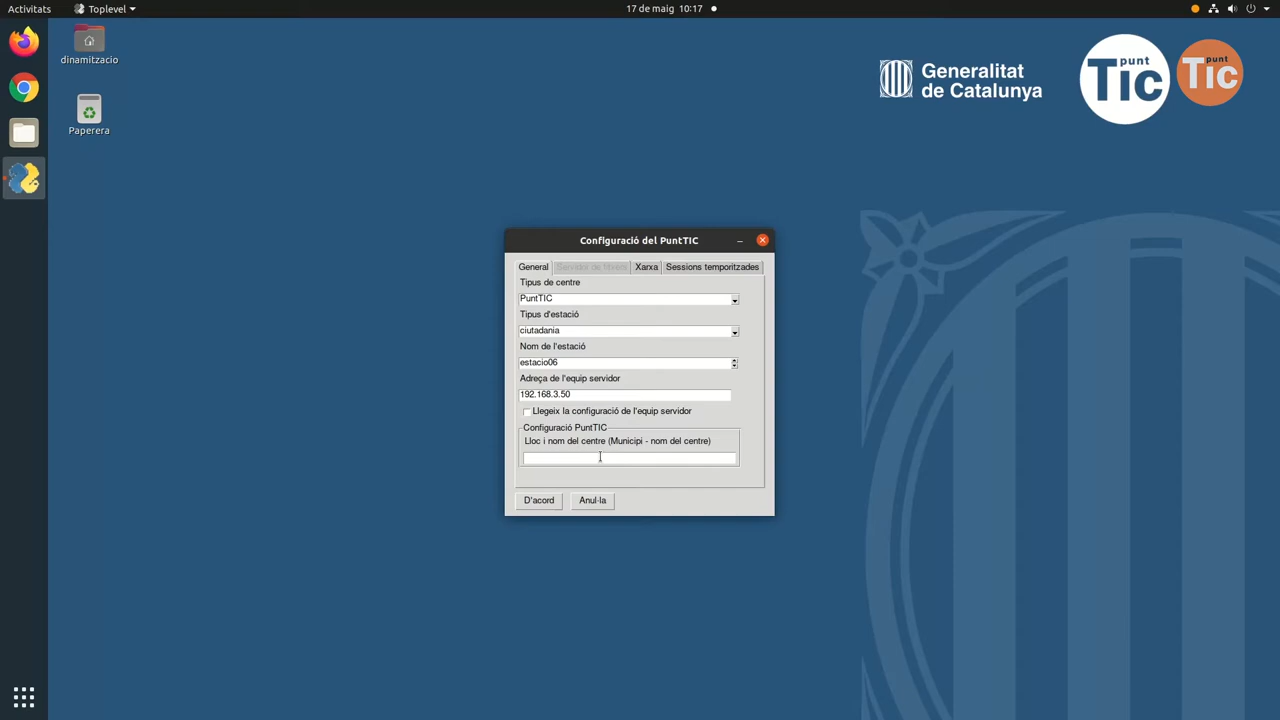 Activitats
Toplevel
17 de maig 10:17
dinamitzacio
Paperera
Generalitat
de Catalunya
punt
Tic
punt
Tic
Configuració del PuntTIC
General
Servidor de fitxers
Xarxa
Sessions temporitzades
Tipus de centre
PuntTIC
Tipus d'estació
ciutadania
Nom de l'estació
estacio06
Adreça de l'equip servidor
192.168.3.50
Llegeix la configuració de l'equip servidor
Configuració PuntTIC
Lloc i nom del centre (Municipi - nom del centre)
D'acord
Anul·la